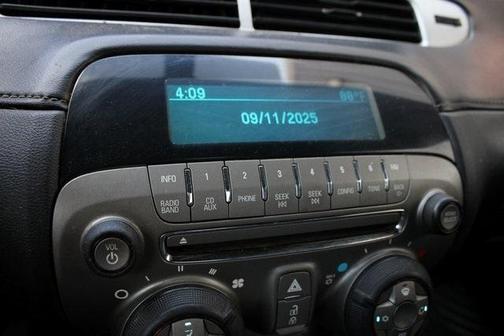 4:09 88°F
09/11/2025
INFO 1 2 3 4 5 6
RADIO BAND CD AUX PHONE SEEK SEEK CONFIG TONE BACK
VOL